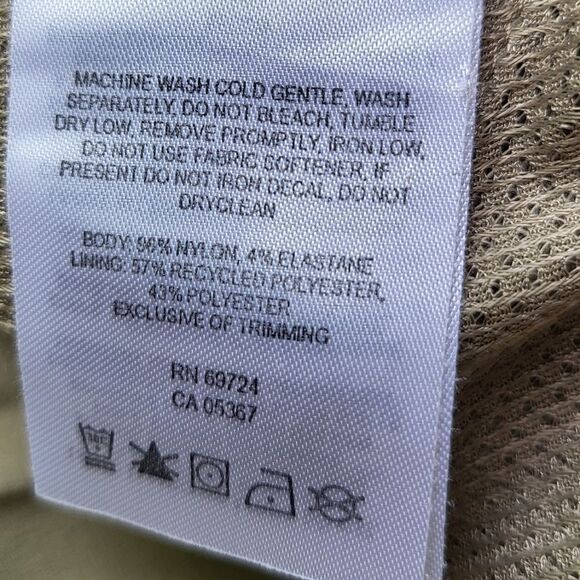 MACHINE WASH COLD GENTLE, WASH
SEPARATELY, DO NOT BLEACH, TUMBLE
DRY LOW, REMOVE PROMPTLY, IRON LOW,
DO NOT USE FABRIC SOFTENER, IF
PRESENT DO NOT IRON DECAL, DO NOT
DRYCLEAN
BODY: 96% NYLON, 4% ELASTANE
LINING: 57% RECYCLED POLYESTER,
43% POLYESTER
EXCLUSIVE OF TRIMMING
RN 69724
CA 05367